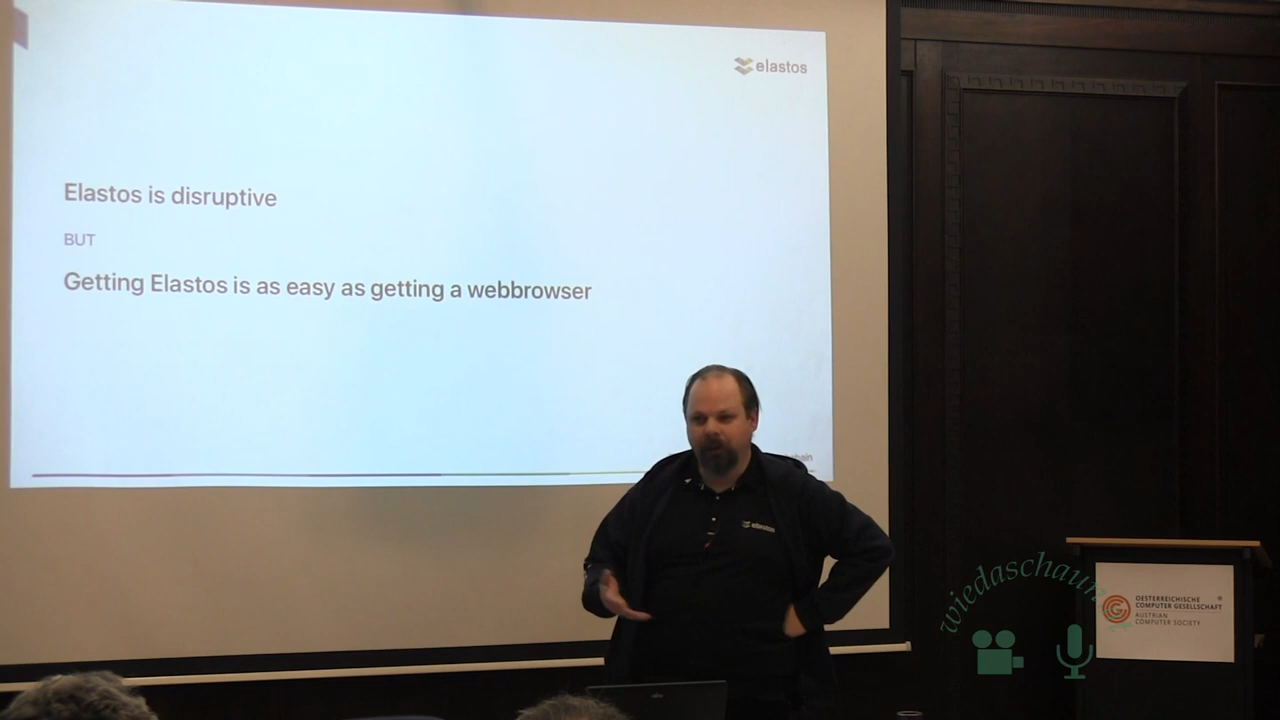 elastos
Elastos is disruptive
BUT
Getting Elastos is as easy as getting a webbrowser
elastos
wiedaschaun
OESTERREICHISCHE
COMPUTER GESELLSCHAFT
AUSTRIAN
COMPUTER SOCIETY